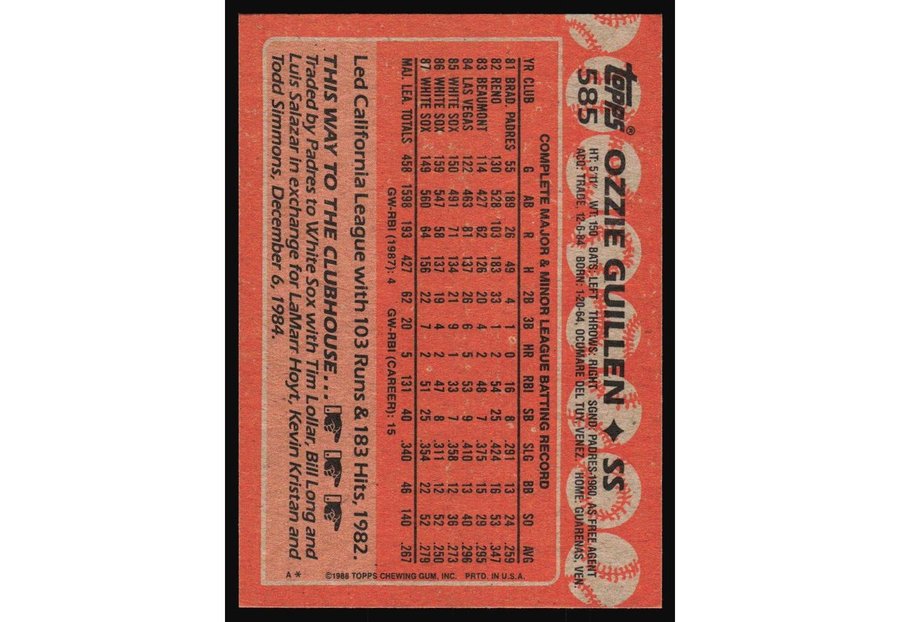 topps®
585 OZZIE GUILLEN ✦ SS
HT: 5'11" WT: 150 BATS: LEFT THROWS: RIGHT SGND: PADRES-1980, AS FREE AGENT
ACQ: TRADE, 12-6-84 BORN: 1-20-64, OCUMARE DEL TUY, VENEZ. HOME: GUARENAS, VEN.
COMPLETE MAJOR & MINOR LEAGUE BATTING RECORD
YR CLUB G AB R H 2B 3B HR RBI SB SLG BB SO AVG
81 BRAD. PADRES 55 189 26 49 4 1 0 16 8 .291 13 24 .259
82 RENO 130 528 103 183 33 1 2 54 25 .424 16 53 .347
83 BEAUMONT 114 427 62 126 20 4 2 48 7 .375 15 29 .295
84 LAS VEGAS 122 463 81 137 26 6 5 53 9 .410 13 40 .296
85 WHITE SOX 150 491 71 134 21 9 1 33 7 .358 12 36 .273
86 WHITE SOX 159 547 58 137 19 4 2 47 8 .311 12 52 .250
87 WHITE SOX 149 560 64 156 22 7 2 51 25 .354 22 52 .279
MAJ. LEA. TOTALS 458 1598 193 427 62 20 5 131 40 .340 46 140 .267
GW-RBI (1987): 4 GW-RBI (CAREER): 15
Led California League with 103 Runs & 183 Hits, 1982.
THIS WAY TO THE CLUBHOUSE...
Traded by Padres to White Sox with Tim Lollar, Bill Long and
Luis Salazar in exchange for LaMarr Hoyt, Kevin Kristan and
Todd Simmons, December 6, 1984.
©1988 TOPPS CHEWING GUM, INC. PRTD. IN U.S.A.
A*